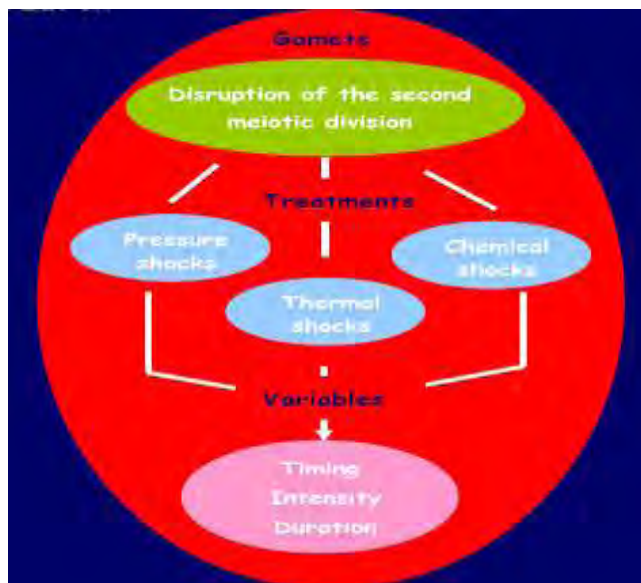 Gamets
Disruption of the second
meiotic division
Treatments
Pressure
shocks
Chemical
shocks
Thermal
shocks
Variables
Timing
Intensity
Duration